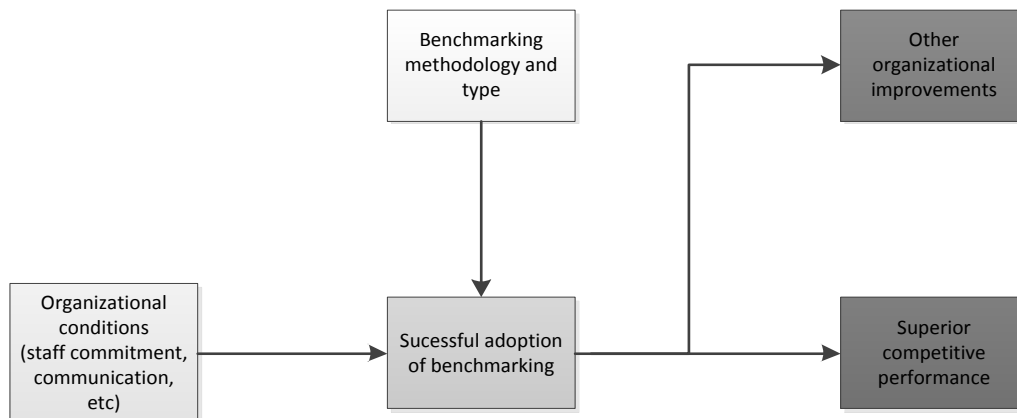 Benchmarking
methodology and
type
Other
organizational
improvements
Organizational
conditions
(staff commitment,
communication,
etc)
Sucessful adoption
of benchmarking
Superior
competitive
performance